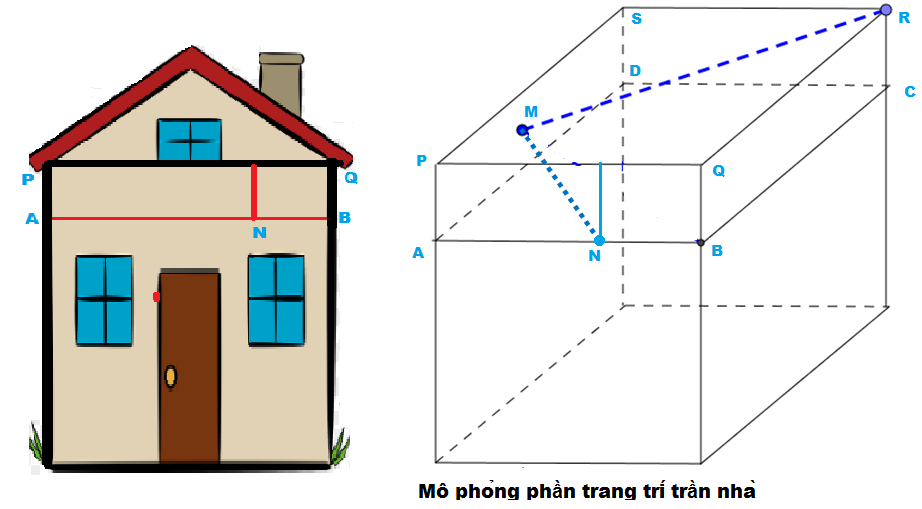 P Q
A B
N
S R
D C
M
P Q
A N B
Mô phỏng phần trang trí trần nhà